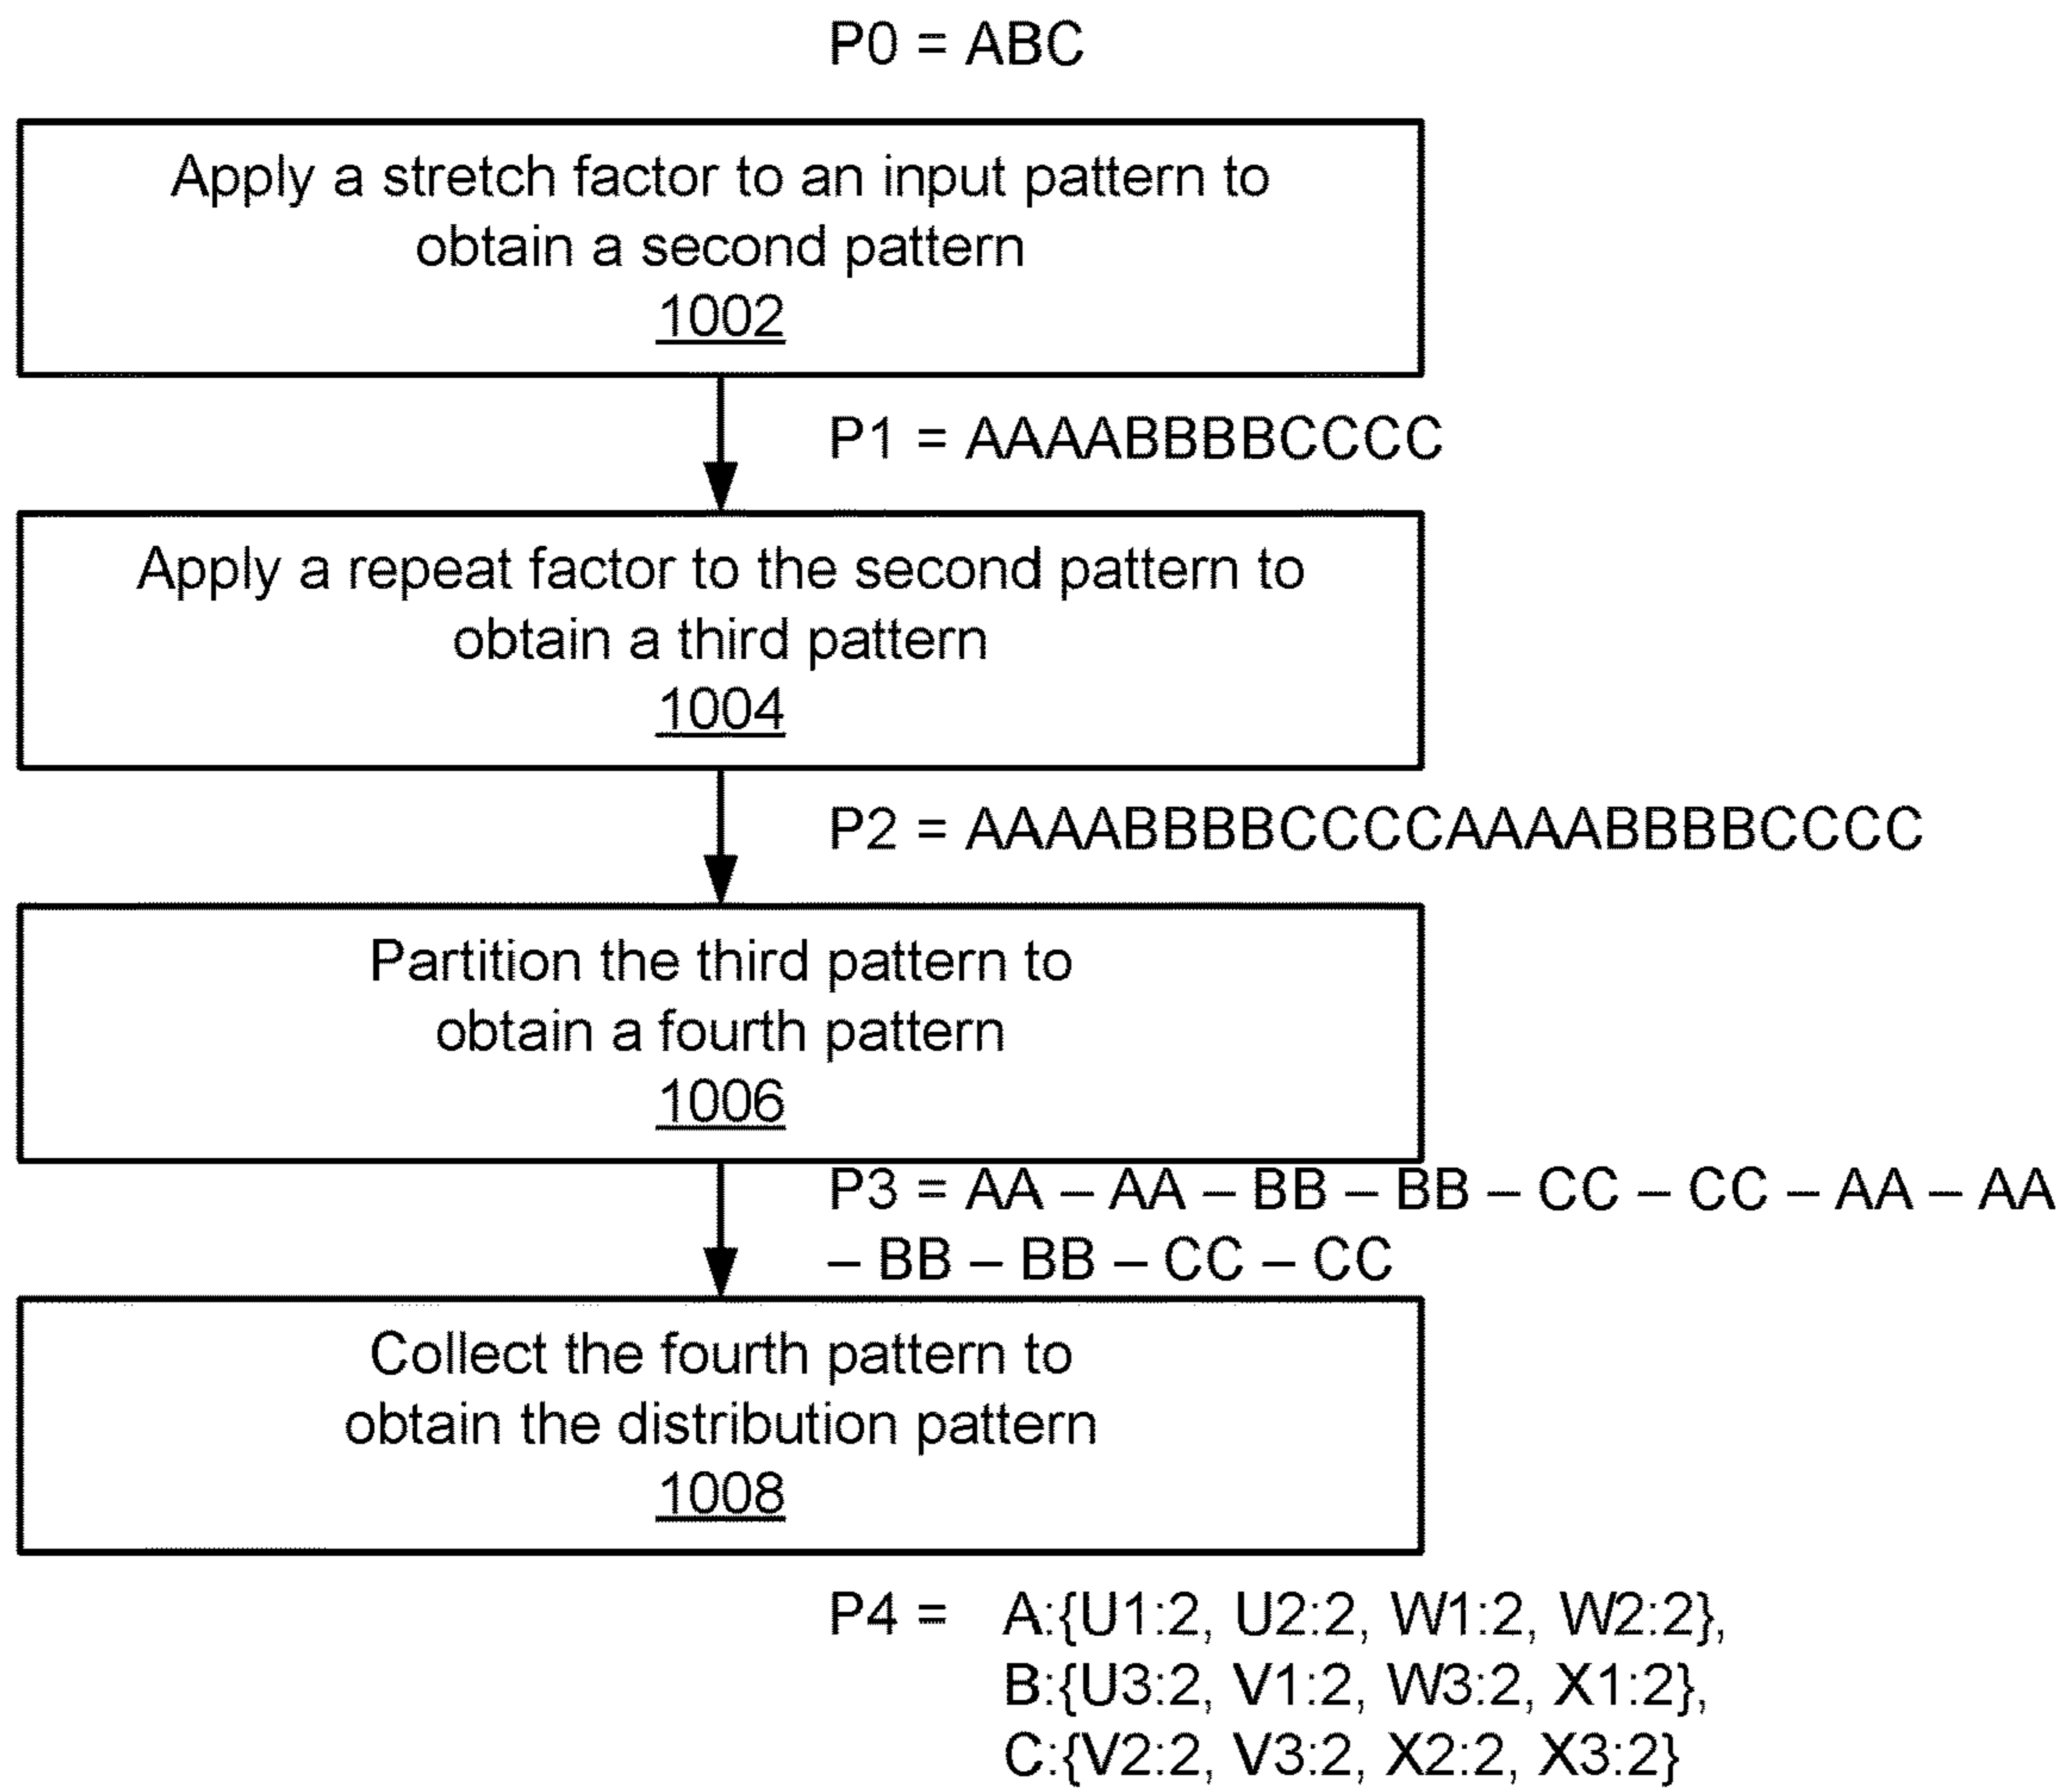 P0 = ABC
Apply a stretch factor to an input pattern to
obtain a second pattern
1002
P1 = AAAABBBBCCCC
Apply a repeat factor to the second pattern to
obtain a third pattern
1004
P2 = AAAABBBBCCCCAAAABBBBCCCC
Partition the third pattern to
obtain a fourth pattern
1006
P3 = AA – AA – BB – BB – CC – CC – AA – AA
– BB – BB – CC – CC
Collect the fourth pattern to
obtain the distribution pattern
1008
P4 = A:{U1:2, U2:2, W1:2, W2:2},
B:{U3:2, V1:2, W3:2, X1:2},
C:{V2:2, V3:2, X2:2, X3:2}